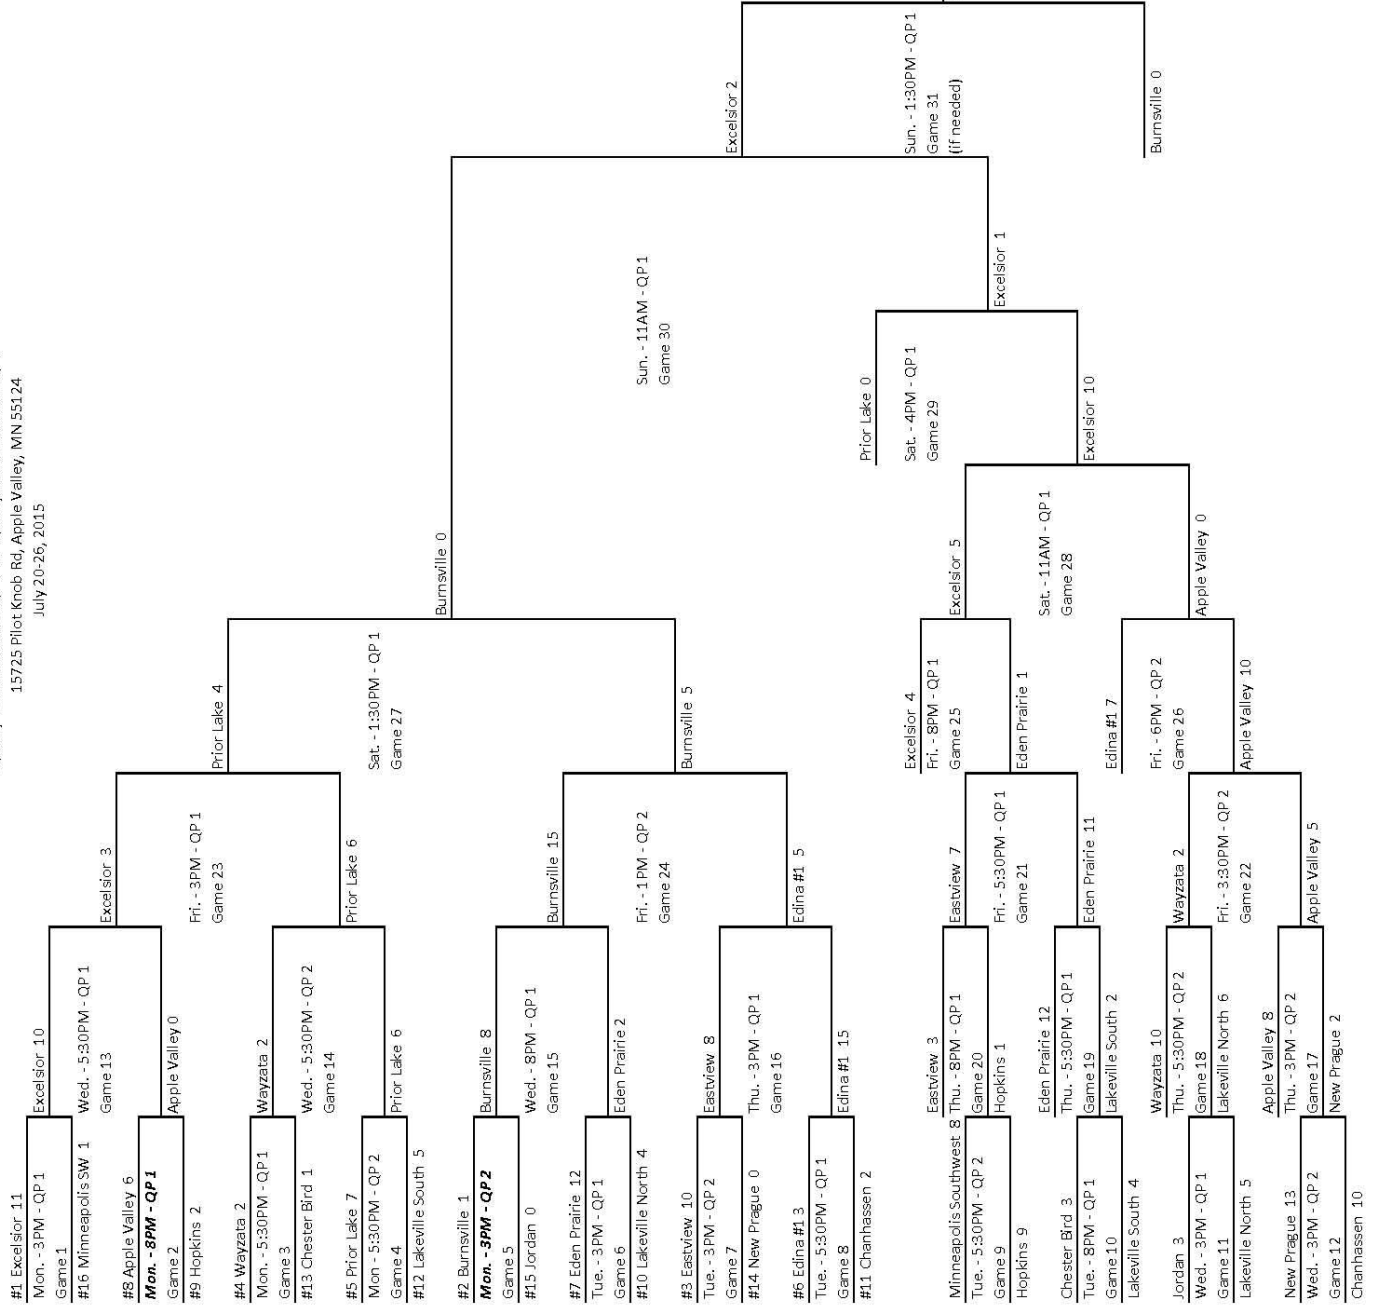 15725 Pilot Knob Rd, Apple Valley, MN 55124
July 20-26, 2015
#1 Excelsior 11
Mon. - 3PM - QP 1
Game 1
#16 Minneapolis SW 1
#8 Apple Valley 6
Mon. - 8PM - QP 1
Game 2
#9 Hopkins 2
#4 Wayzata 2
Mon. - 5:30PM - QP1
Game 3
#13 Chester Bird 1
#5 Prior Lake 7
Mon - 5:30PM - QP 2
Game 4
#12 Lakeville South 5
#2 Burnsville 1
Mon. - 3PM - QP 2
Game 5
#15 Jordan 0
#7 Eden Prairie 12
Tue. - 3PM - QP1
Game 6
#10 Lakeville North 4
#3 Eastview 10
Tue. - 3PM - QP 2
Game 7
#14 New Prague 0
#6 Edina #1 3
Tue. - 5:30PM - QP1
Game 8
#11 Chanhassen 2
Minneapolis Southwest 8
Tue. - 5:30PM - QP 2
Game 9
Hopkins 9
Chester Bird 3
Tue. - 8PM - QP 1
Game 10
Lakeville South 4
Jordan 3
Wed. - 3PM - QP1
Game 11
Lakeville North 5
New Prague 13
Wed. - 3PM - QP 2
Game 12
Chanhassen 10
Excelsior 10
Wed. - 5:30PM - QP 1
Game 13
Apple Valley 0
Wayzata 2
Wed. - 5:30PM - QP 2
Game 14
Prior Lake 6
Burnsville 8
Wed. - 8PM - QP 1
Game 15
Eden Prairie 2
Eastview 8
Thu. - 3PM - QP 1
Game 16
Edina #1 15
Eastview 3
Thu. - 8PM - QP1
Game 20
Hopkins 1
Eden Prairie 12
Thu. - 5:30PM - QP1
Game 19
Lakeville South 2
Wayzata 10
Thu. - 5:30PM - QP2
Game 18
Lakeville North 6
Apple Valley 8
Thu. - 3PM - QP 2
Game 17
New Prague 2
Excelsior 3
Fri. - 3PM - QP 1
Game 23
Prior Lake 6
Burnsville 15
Fri. - 1 PM - QP 2
Game 24
Edina #1 5
Eastview 7
Fri. - 5:30PM - QP 1
Game 21
Eden Prairie 11
Wayzata 2
Fri. - 3:30PM - QP 2
Game 22
Apple Valley 5
Prior Lake 4
Sat. - 1:30PM - QP 1
Game 27
Burnsville 5
Excelsior 4
Fri. - 8PM - QP1
Game 25
Eden Prairie 1
Edina #1 7
Fri. - 6PM - QP 2
Game 26
Apple Valley 10
Burnsville 0
Sun. - 11AM - QP 1
Game 30
Excelsior 5
Sat. - 11AM - QP 1
Game 28
Apple Valley 0
Prior Lake 0
Sat. - 4PM - QP 1
Game 29
Excelsior 10
Excelsior 1
Excelsior 2
Sun. - 1:30PM - QP1
Game 31
(if needed)
Burnsville 0